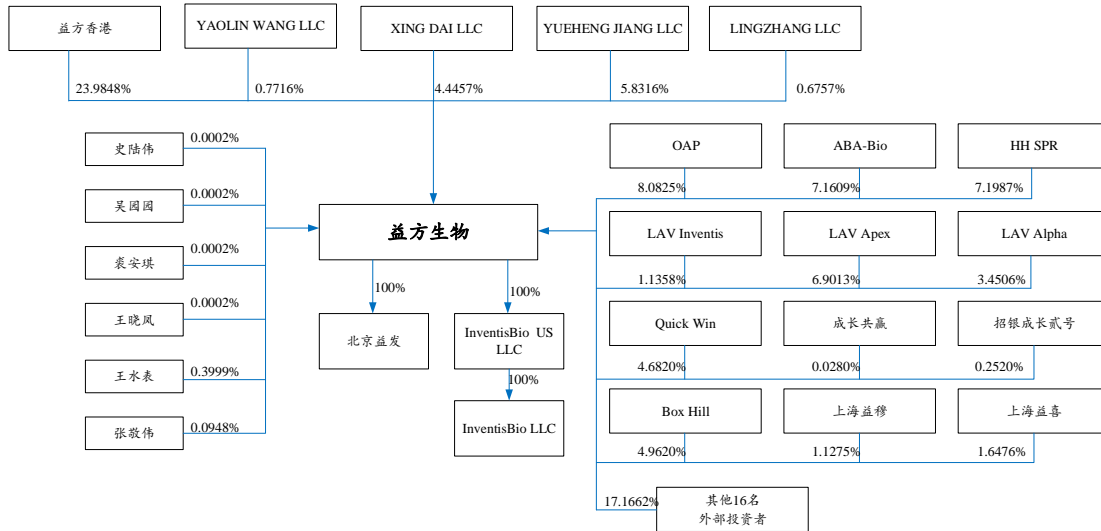 益方香港
YAOLIN WANG LLC
XING DAI LLC
YUEHENG JIANG LLC
LINGZHANG LLC
23.9848%
0.7716%
4.4457%
5.8316%
0.6757%
史陆伟
0.0002%
吴园园
0.0002%
裘安琪
0.0002%
王晓凤
0.0002%
王水表
0.3999%
张敬伟
0.0948%
益方生物
100%
100%
北京益发
InventisBio US
LLC
100%
InventisBio LLC
OAP
ABA-Bio
HH SPR
8.0825%
7.1609%
7.1987%
LAV Inventis
LAV Apex
LAV Alpha
1.1358%
6.9013%
3.4506%
Quick Win
成长共赢
招银成长贰号
4.6820%
0.0280%
0.2520%
Box Hill
上海益穆
上海益喜
4.9620%
1.1275%
1.6476%
17.1662%
其他16名
外部投资者